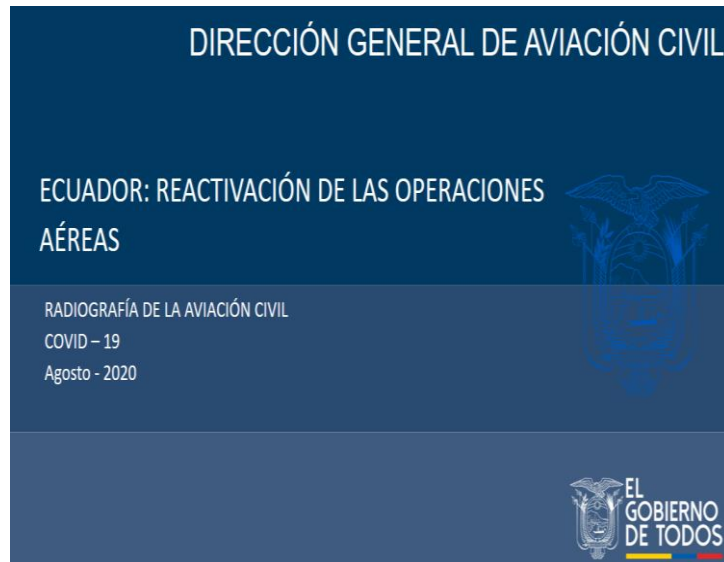 DIRECCIÓN GENERAL DE AVIACIÓN CIVIL
ECUADOR: REACTIVACIÓN DE LAS OPERACIONES
AÉREAS
RADIOGRAFÍA DE LA AVIACIÓN CIVIL
COVID – 19
Agosto - 2020
EL
GOBIERNO
DE TODOS